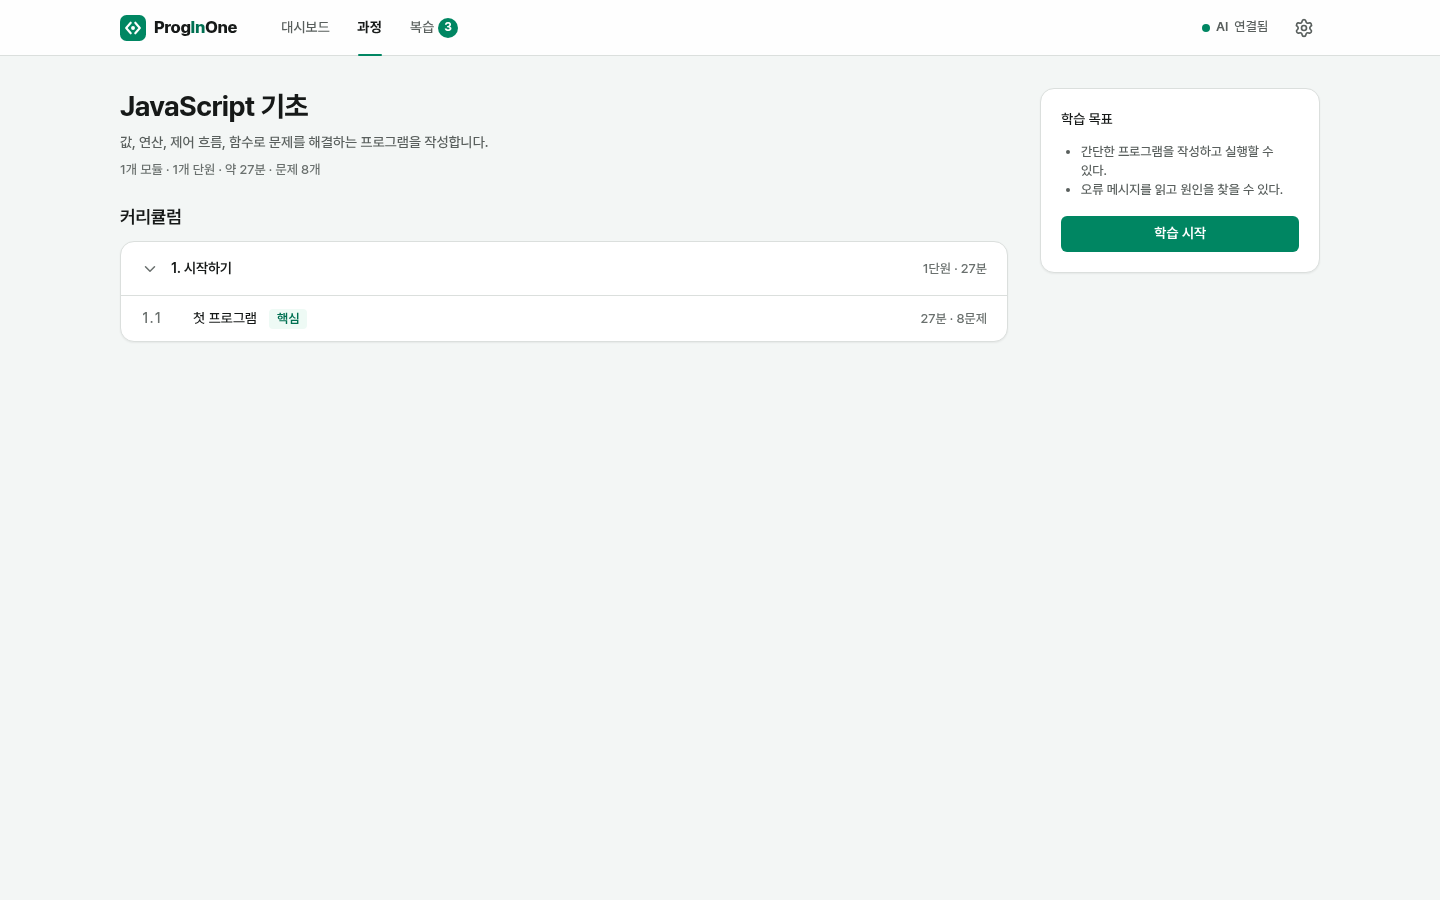 ProgInOne
대시보드
과정
복습 3
AI 연결됨
JavaScript 기초
값, 연산, 제어 흐름, 함수로 문제를 해결하는 프로그램을 작성합니다.
1개 모듈 · 1개 단원 · 약 27분 · 문제 8개
커리큘럼
1. 시작하기
1단원 · 27분
1.1 첫 프로그램 핵심
27분 · 8문제
학습 목표
• 간단한 프로그램을 작성하고 실행할 수
있다.
• 오류 메시지를 읽고 원인을 찾을 수 있다.
학습 시작